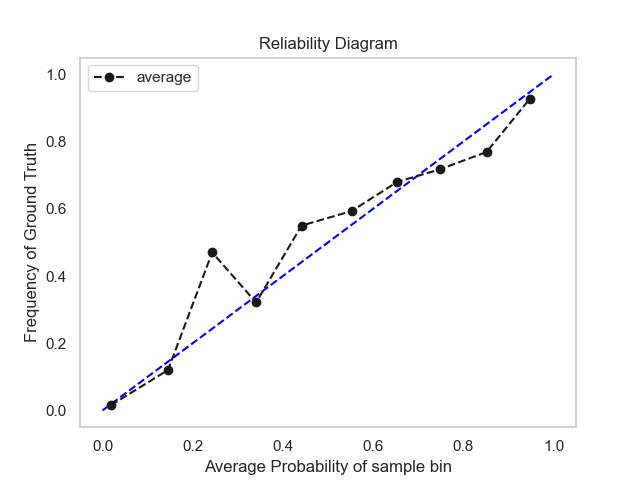 Reliability Diagram
average
Frequency of Ground Truth
1.0
0.8
0.6
0.4
0.2
0.0
0.0 0.2 0.4 0.6 0.8 1.0
Average Probability of sample bin